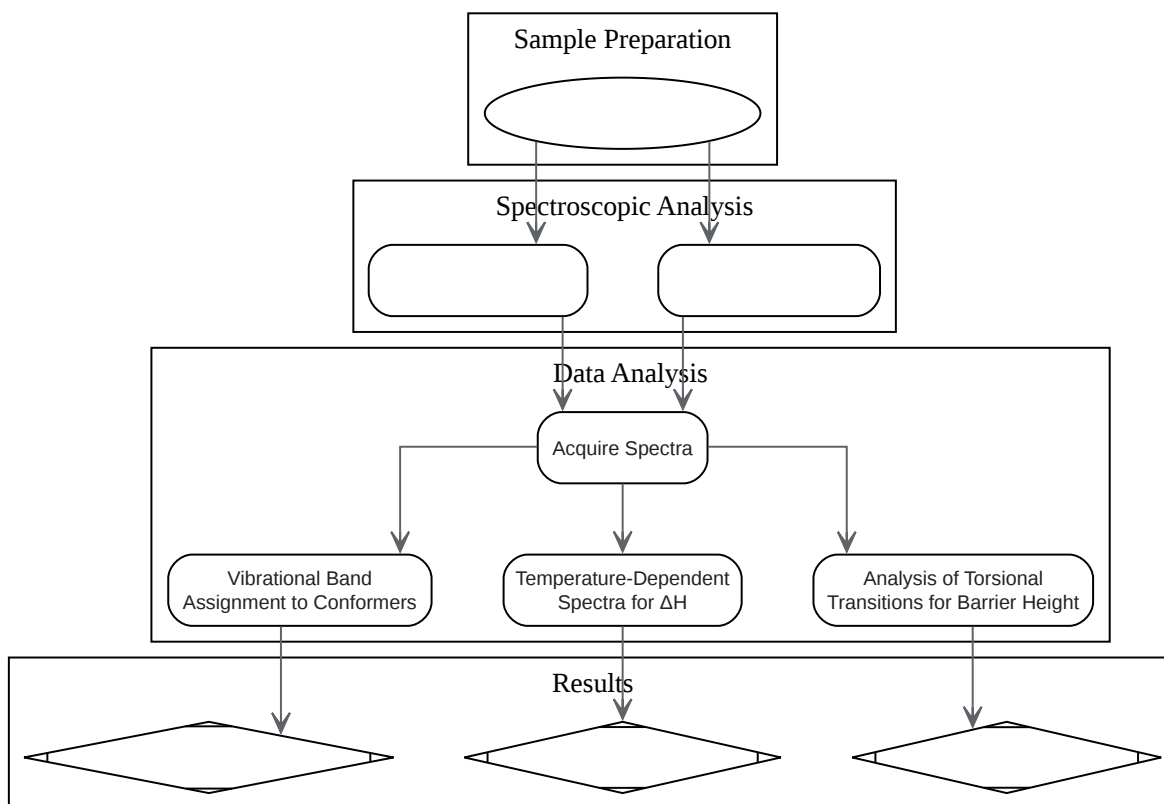 Sample Preparation
Spectroscopic Analysis
Data Analysis
Acquire Spectra
Vibrational Band
Assignment to Conformers
Temperature-Dependent
Spectra for ΔH
Analysis of Torsional
Transitions for Barrier Height
Results